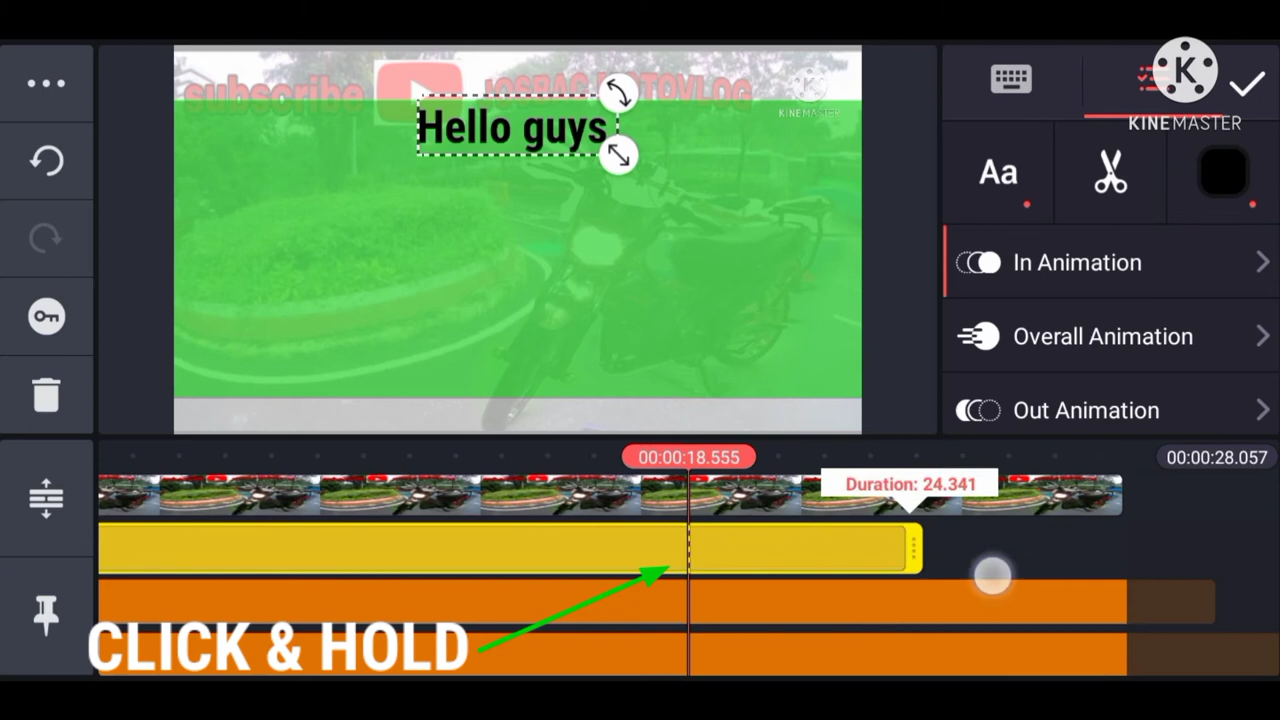 subscribe JOSBAC MOTOVLOG
KINEMASTER
Hello guys
KINEMASTER
Aa
In Animation
Overall Animation
Out Animation
00:00:18.555
00:00:28.057
Duration: 24.341
CLICK & HOLD